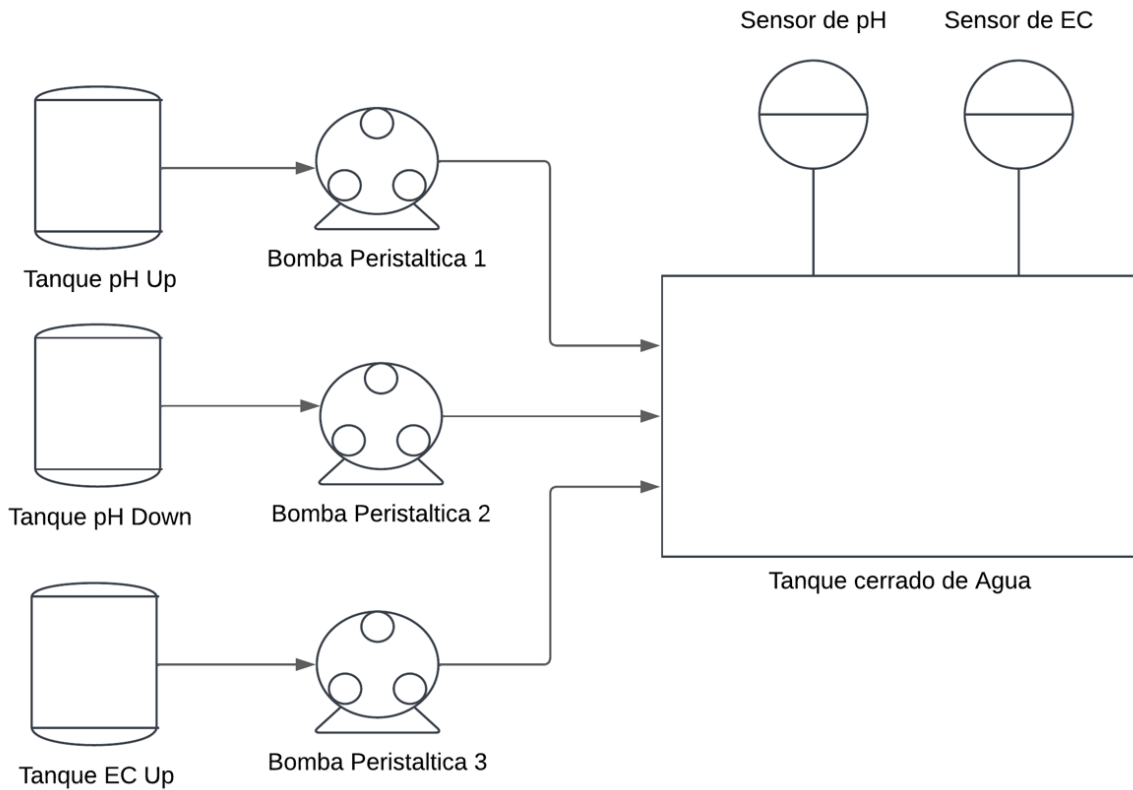 Sensor de pH
Sensor de EC
Tanque pH Up
Bomba Peristaltica 1
Tanque pH Down
Bomba Peristaltica 2
Tanque cerrado de Agua
Tanque EC Up
Bomba Peristaltica 3